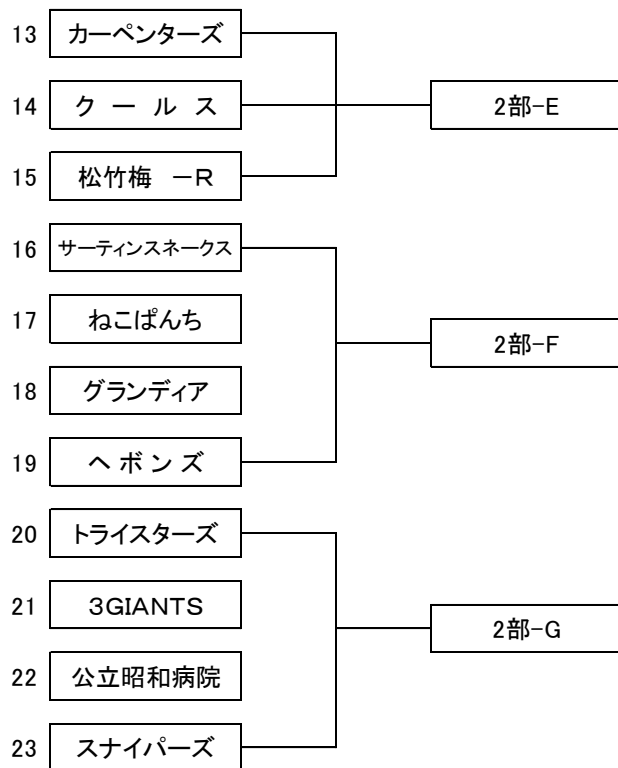 13 カーペンターズ
14 ク ー ル ス 2部-E
15 松竹梅 －R
16 サーティンスネークス
17 ねこぱんち 2部-F
18 グランディア
19 ヘ ボ ン ズ
20 トライスターズ
21 3GIANTS 2部-G
22 公立昭和病院
23 スナイパーズ